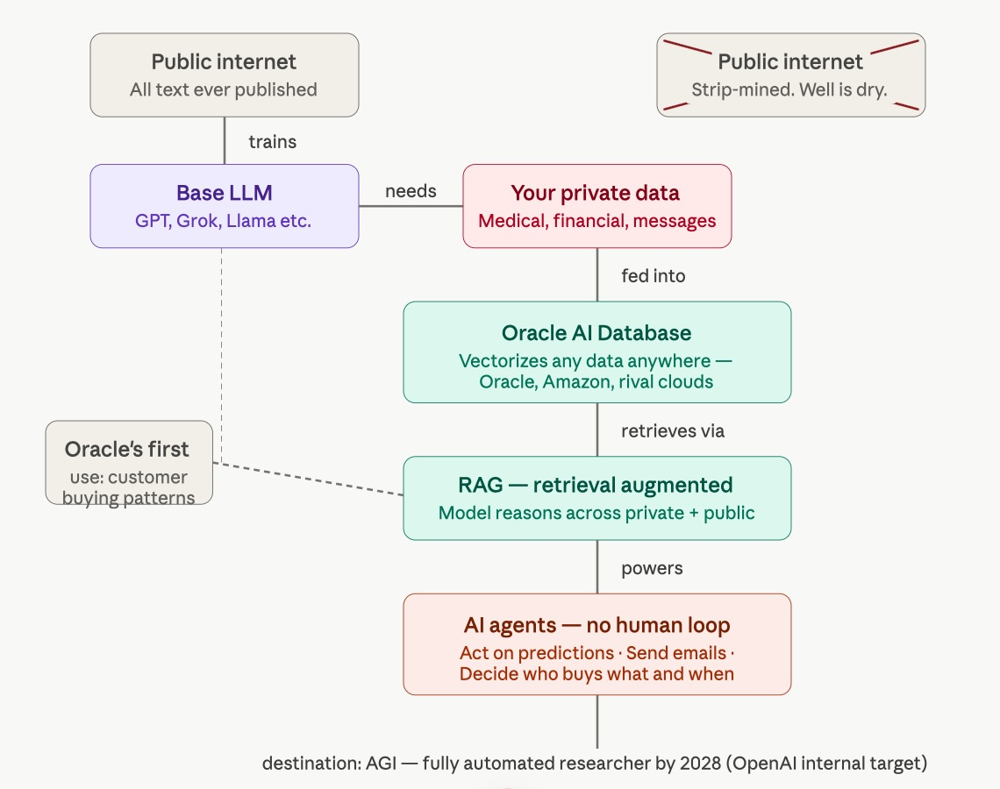 Public internet
All text ever published
Public internet
Strip-mined. Well is dry.
trains
Base LLM
GPT, Grok, Llama etc.
needs
Your private data
Medical, financial, messages
fed into
Oracle AI Database
Vectorizes any data anywhere —
Oracle, Amazon, rival clouds
retrieves via
Oracle's first
use: customer
buying patterns
RAG — retrieval augmented
Model reasons across private + public
powers
AI agents — no human loop
Act on predictions · Send emails ·
Decide who buys what and when
destination: AGI — fully automated researcher by 2028 (OpenAI internal target)